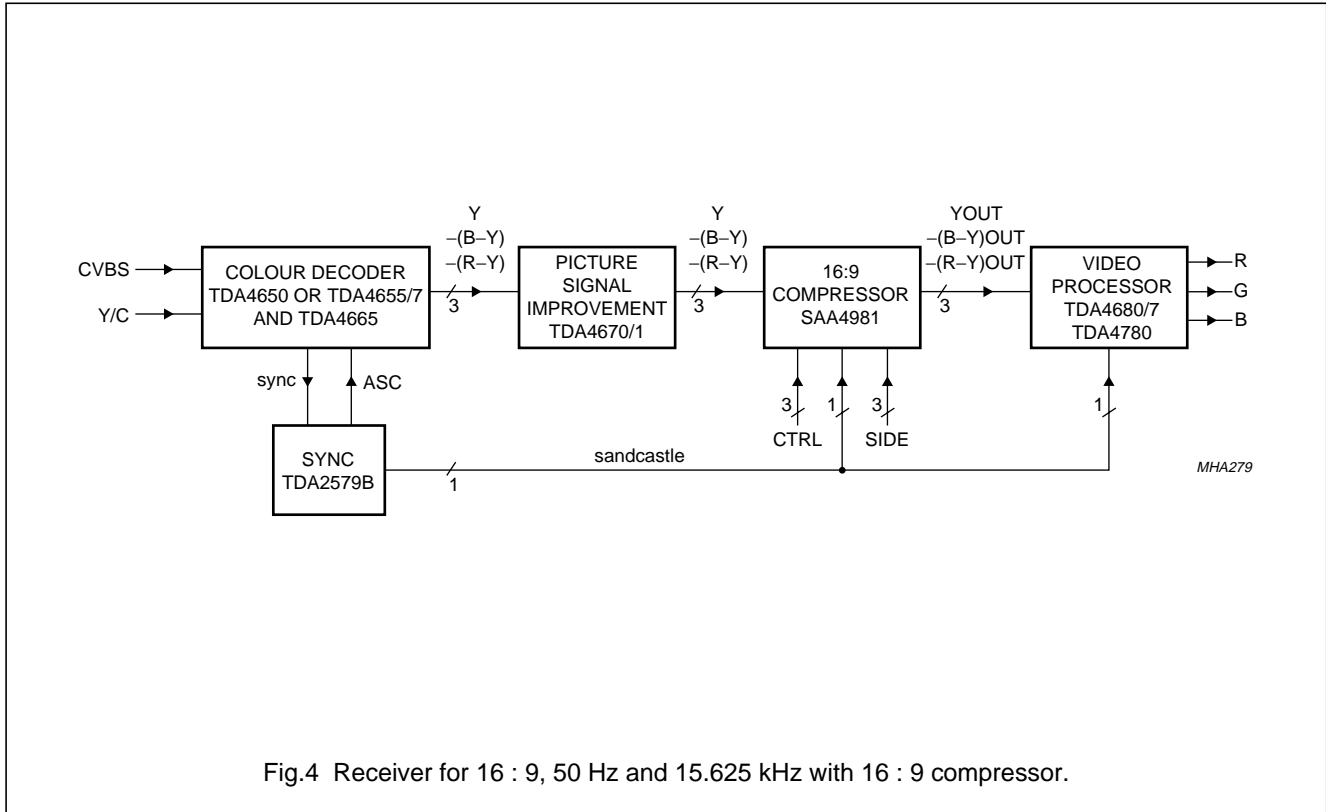 Y
–(B–Y)
–(R–Y)
Y
–(B–Y)
–(R–Y)
YOUT
–(B–Y)OUT
–(R–Y)OUT
CVBS
Y/C
COLOUR DECODER
TDA4650 OR TDA4655/7
AND TDA4665
3
PICTURE
SIGNAL
IMPROVEMENT
TDA4670/1
3
16:9
COMPRESSOR
SAA4981
3
VIDEO
PROCESSOR
TDA4680/7
TDA4780
R
G
B
sync
ASC
3
1
3
1
CTRL
SIDE
SYNC
TDA2579B
1
sandcastle
MHA279
Fig.4 Receiver for 16 : 9, 50 Hz and 15.625 kHz with 16 : 9 compressor.